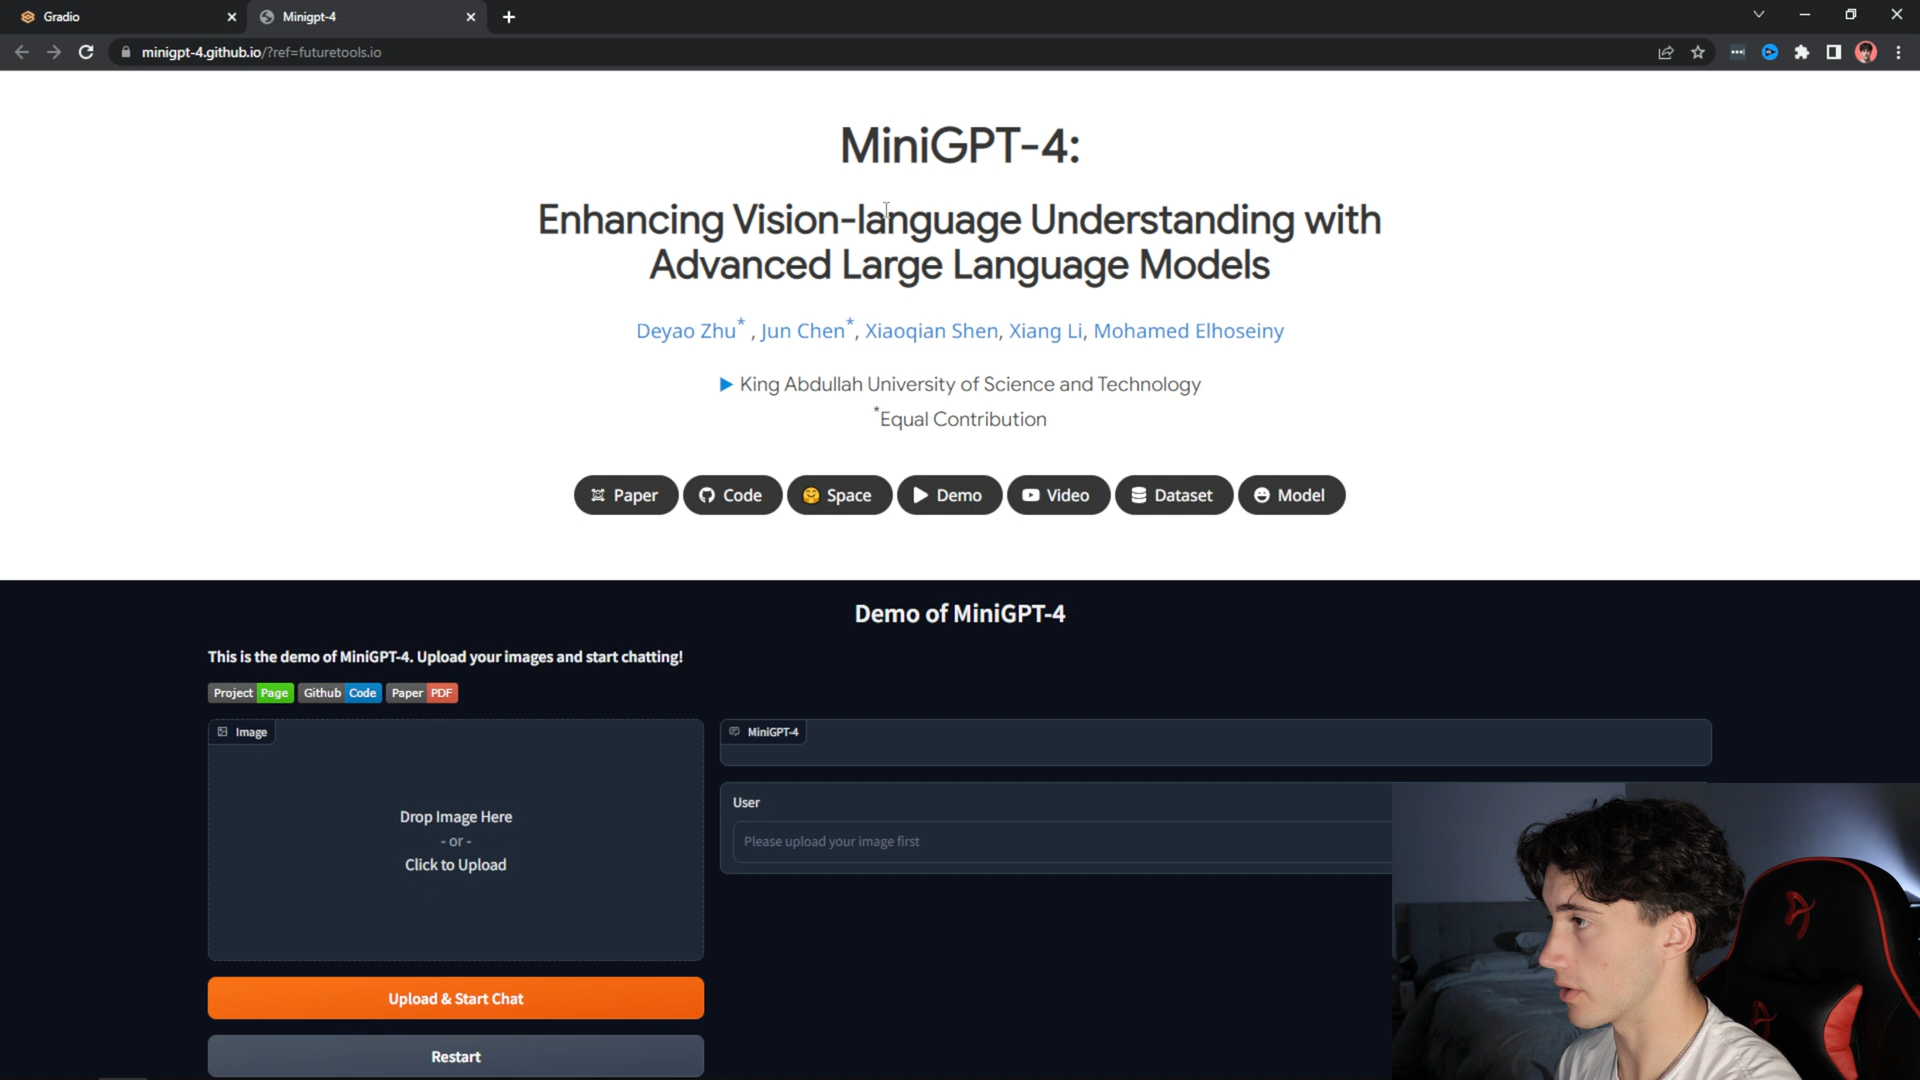 Gradio
Minigpt-4
minigpt-4.github.io/?ref=futuretools.io
MiniGPT-4:
Enhancing Vision-language Understanding with
Advanced Large Language Models
Deyao Zhu* , Jun Chen*, Xiaoqian Shen, Xiang Li, Mohamed Elhoseiny
▶ King Abdullah University of Science and Technology
*Equal Contribution
Paper Code Space Demo Video Dataset Model
Demo of MiniGPT-4
This is the demo of MiniGPT-4. Upload your images and start chatting!
Project Page Github Code Paper PDF
Image
MiniGPT-4
Drop Image Here
- or -
Click to Upload
User
Please upload your image first
Upload & Start Chat
Restart